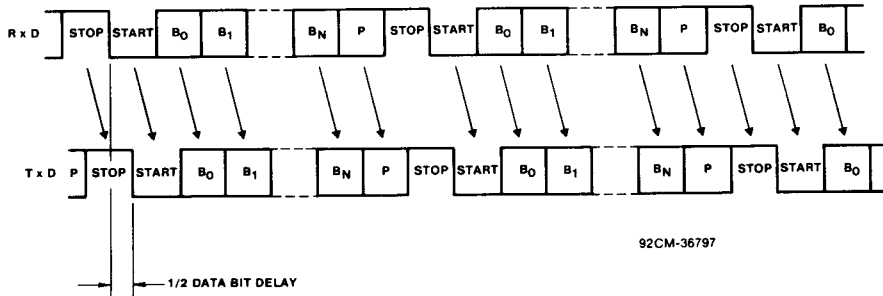 R x D STOP START B0 B1 BN P STOP START B0 B1 BN P STOP START B0
T x D P STOP START B0 B1 BN P STOP START B0 B1 BN P STOP START B0
92CM-36797
1/2 DATA BIT DELAY